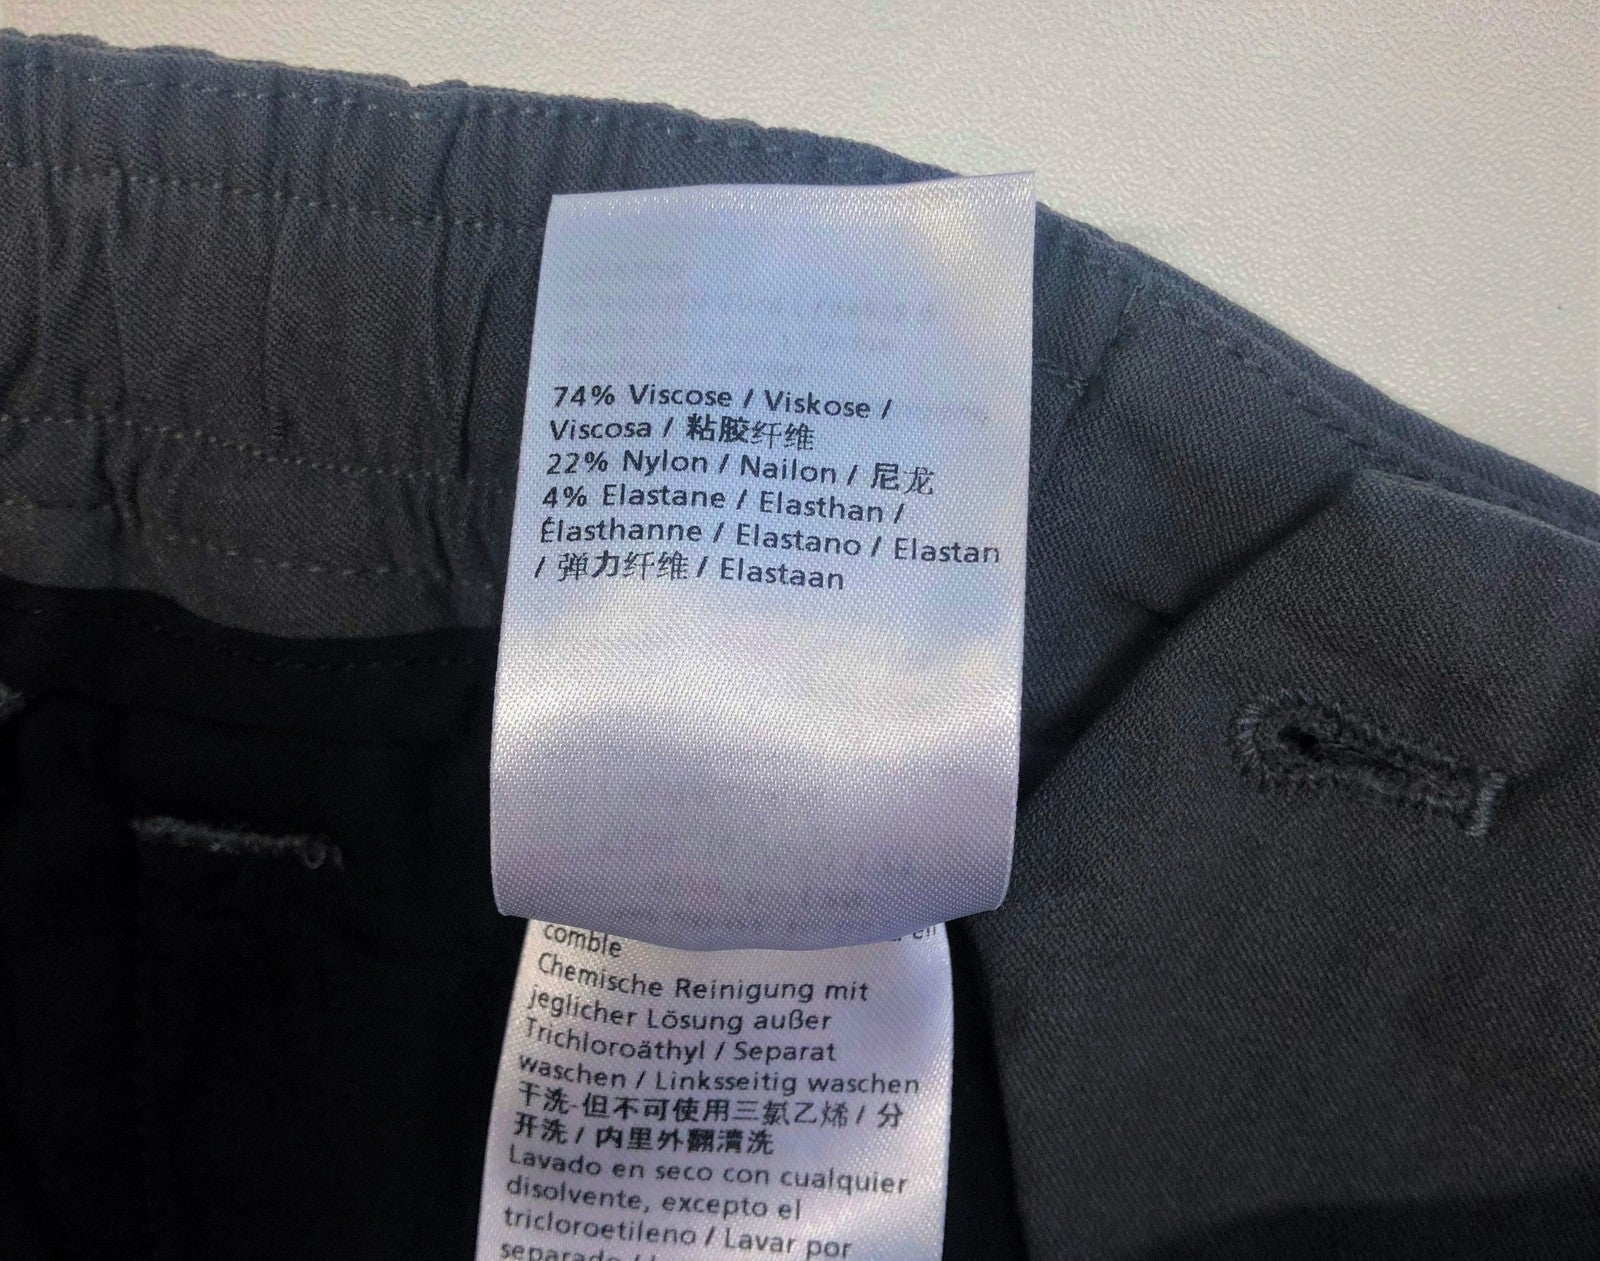 74% Viscose / Viskose /
Viscosa / 粘胶纤维
22% Nylon / Nailon / 尼龙
4% Elastane / Elasthan /
Élasthanne / Elastano / Elastan
/ 弹力纤维 / Elastaan
comble
Chemische Reinigung mit
jeglicher Lösung außer
Trichloroäthyl / Separat
waschen / Linksseitig waschen
干洗-但不可使用三氯乙烯 / 分
开洗 / 内里外翻清洗
Lavado en seco con cualquier
disolvente, excepto el
tricloroetileno / Lavar por
separado /